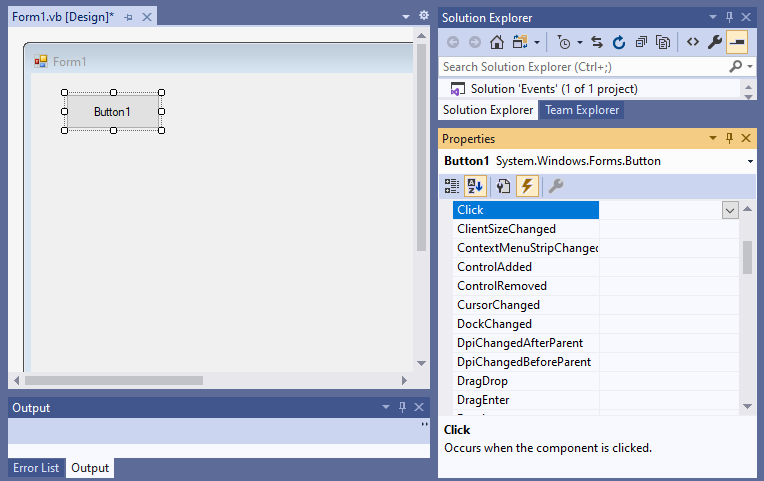 Form1.vb [Design]*
Form1
Button1
Output
Error List
Output
Solution Explorer
Search Solution Explorer (Ctrl+;)
Solution 'Events' (1 of 1 project)
Solution Explorer
Team Explorer
Properties
Button1 System.Windows.Forms.Button
Click
ClientSizeChanged
ContextMenuStripChanged
ControlAdded
ControlRemoved
CursorChanged
DockChanged
DpiChangedAfterParent
DpiChangedBeforeParent
DragDrop
DragEnter
Click
Occurs when the component is clicked.